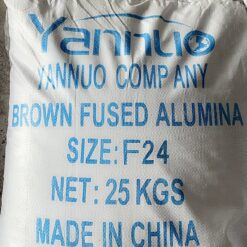 Yannuo
YANNUO COMPANY
BROWN FUSED ALUMINA
SIZE: F24
NET: 25 KGS
MADE IN CHINA